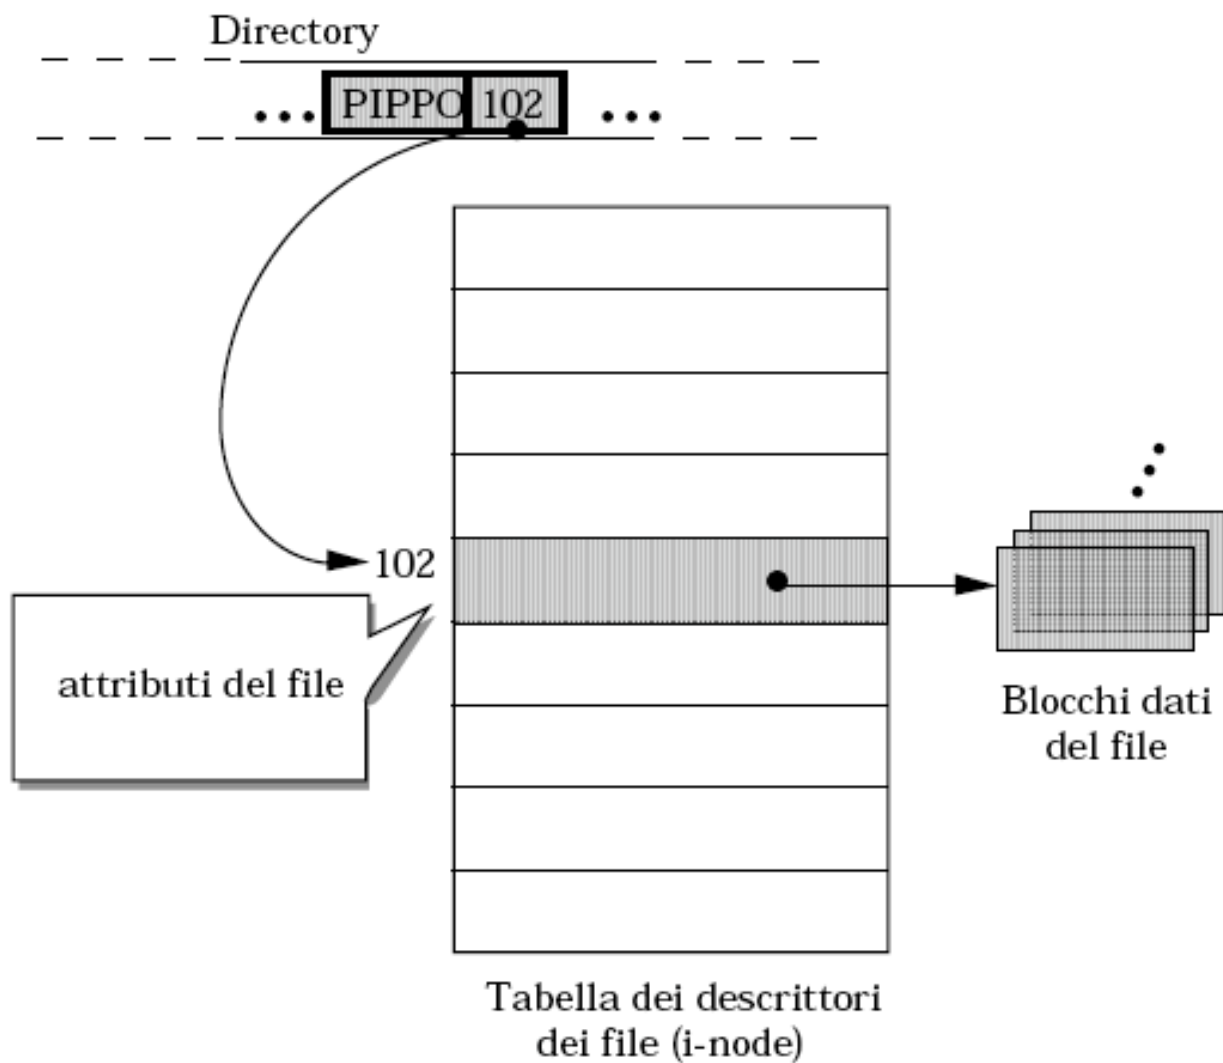 Directory
PIPPO 102
102
attributi del file
Blocchi dati
del file
Tabella dei descrittori
dei file (i-node)